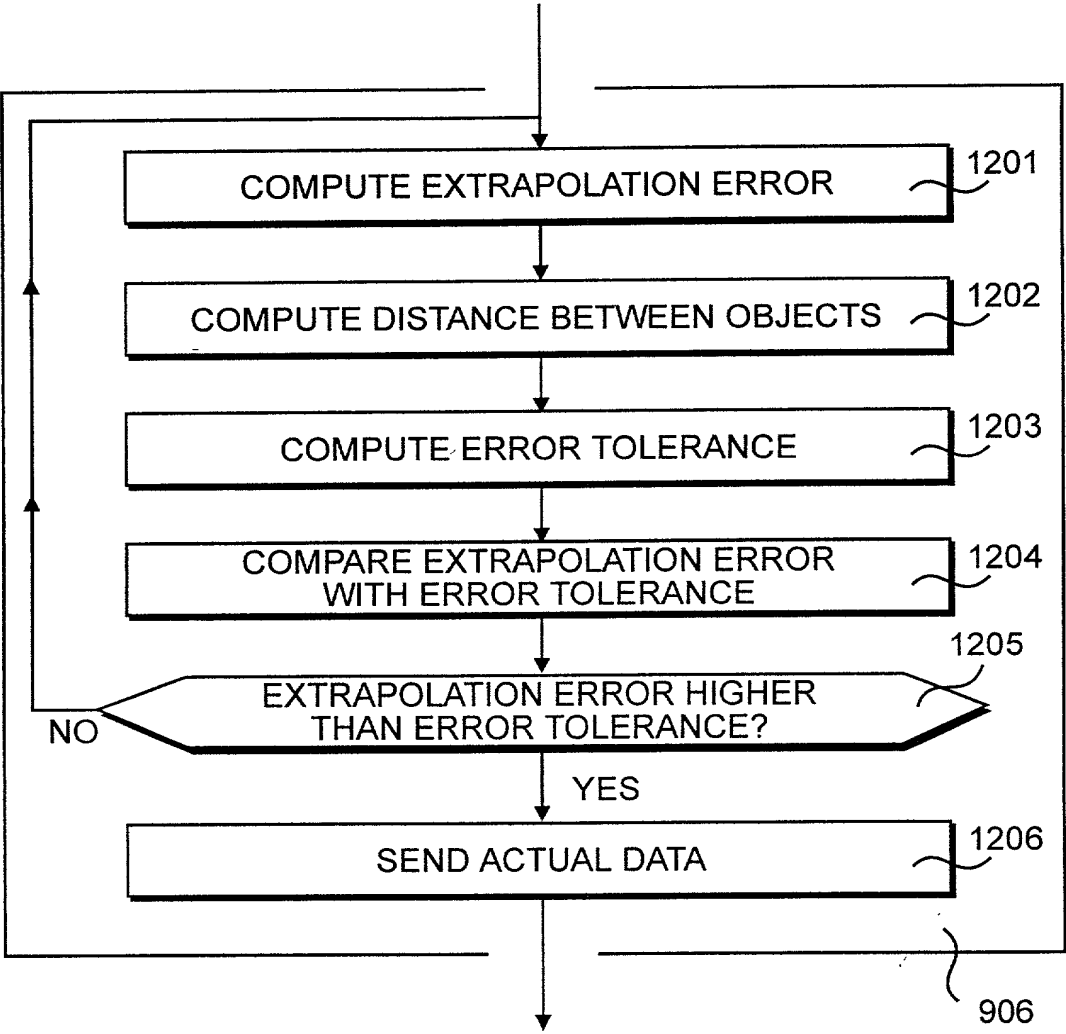 COMPUTE EXTRAPOLATION ERROR
1201
COMPUTE DISTANCE BETWEEN OBJECTS
1202
COMPUTE ERROR TOLERANCE
1203
COMPARE EXTRAPOLATION ERROR
WITH ERROR TOLERANCE
1204
1205
EXTRAPOLATION ERROR HIGHER
THAN ERROR TOLERANCE?
NO
YES
SEND ACTUAL DATA
1206
906